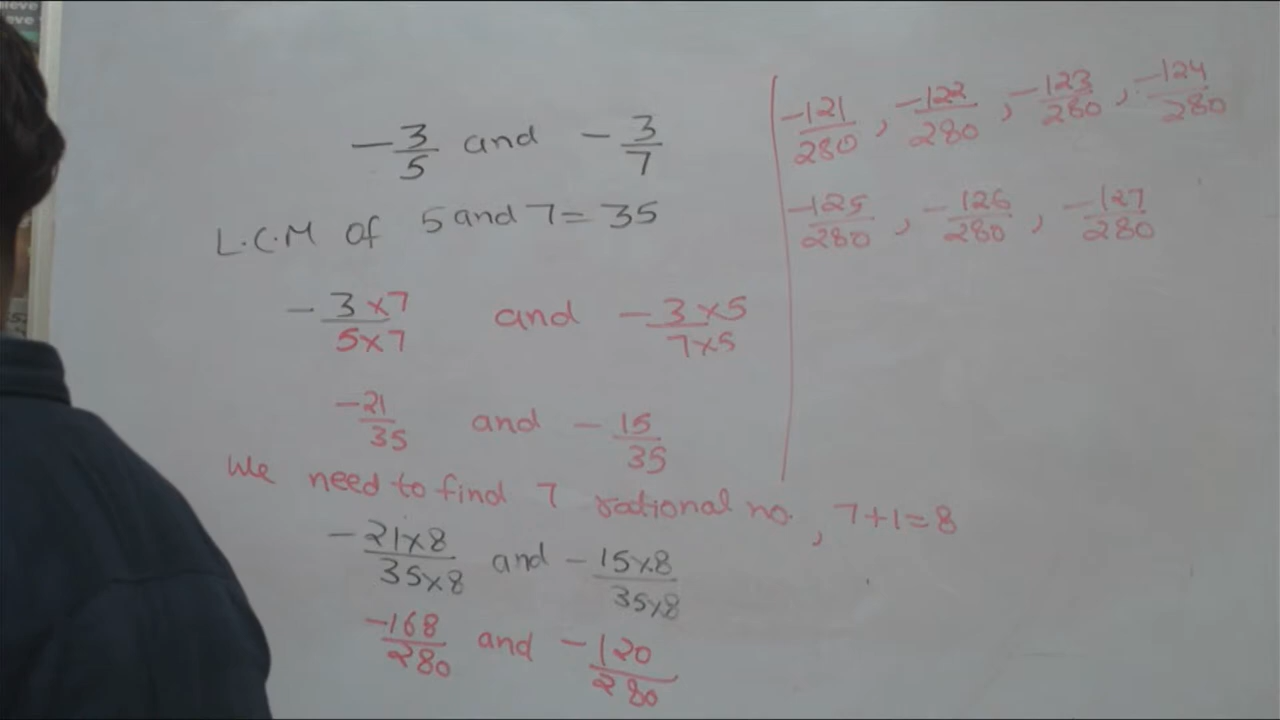 ieve
eve
-3/5 and -3/7
L.C.M of 5 and 7 = 35
-3×7/5×7 and -3×5/7×5
-21/35 and -15/35
We need to find 7 rational no., 7+1=8
-21×8/35×8 and -15×8/35×8
-168/280 and -120/280
-121/280, -122/280, -123/280, -124/280
-125/280, -126/280, -127/280